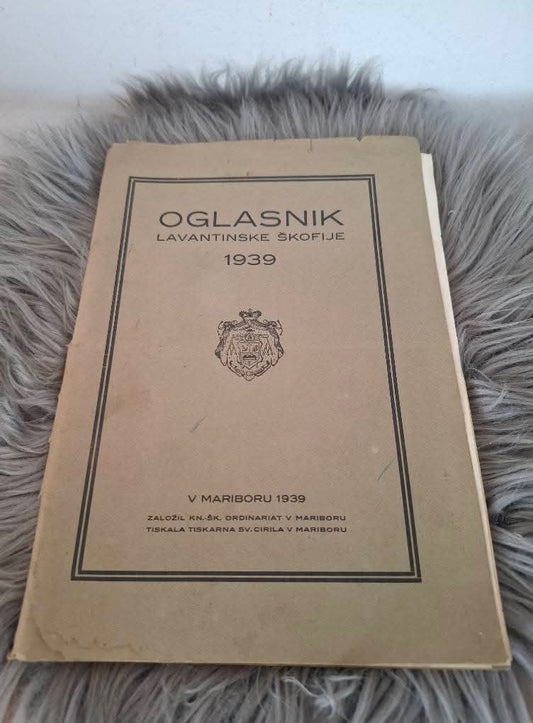 OGLASNIK
LAVANTINSKE ŠKOFIJE
1939
V MARIBORU 1939
ZALOŽIL KN.-ŠK. ORDINARIAT V MARIBORU
TISKALA TISKARNA SV. CIRILA V MARIBORU